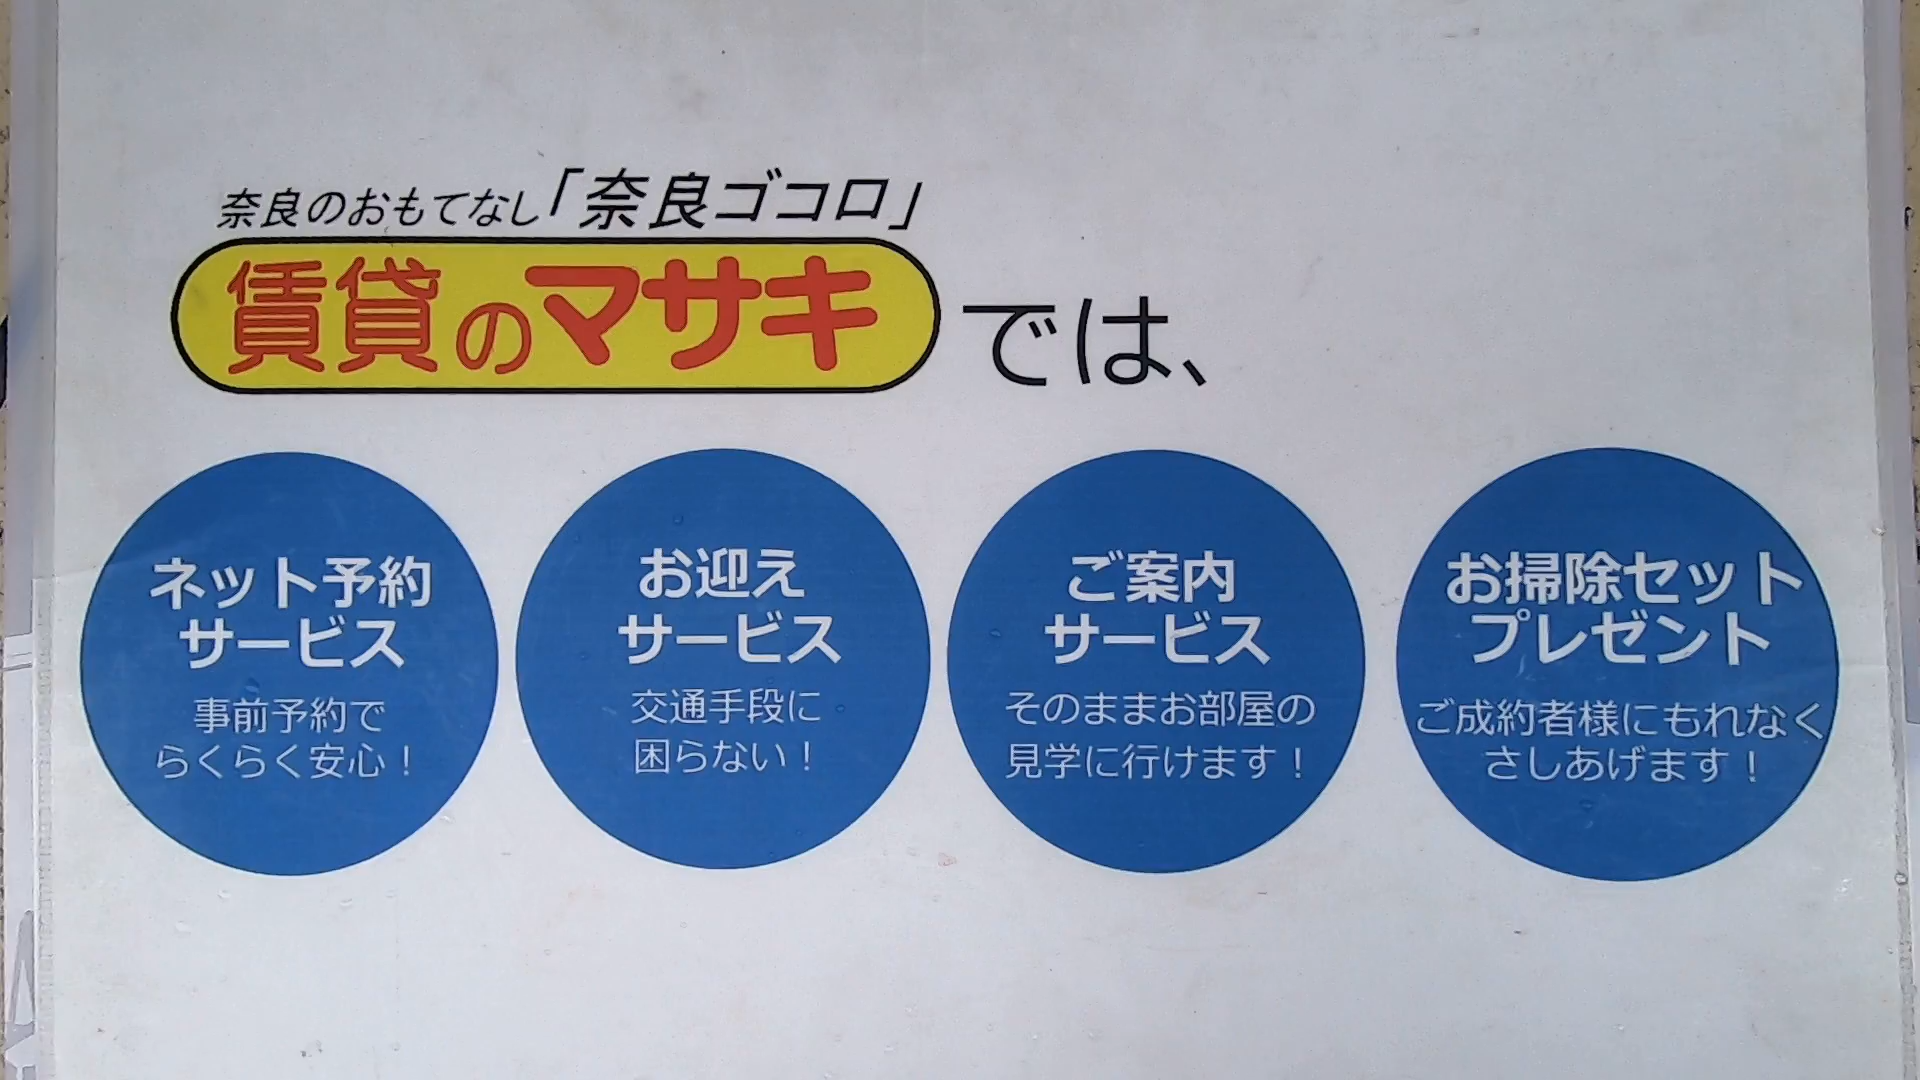 奈良のおもてなし「奈良ゴコロ」
賃貸のマサキでは、
ネット予約
サービス
事前予約で
らくらく安心！
お迎え
サービス
交通手段に
困らない！
ご案内
サービス
そのままお部屋の
見学に行けます！
お掃除セット
プレゼント
ご成約者様にもれなく
さしあげます！